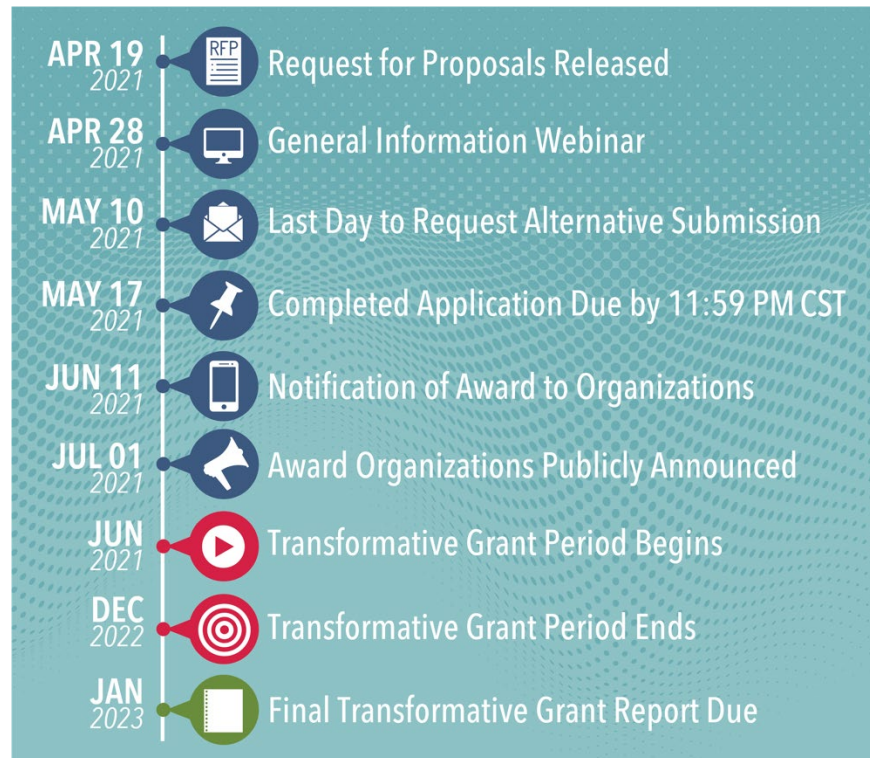 APR 19
2021
RFP
Request for Proposals Released
APR 28
2021
General Information Webinar
MAY 10
2021
Last Day to Request Alternative Submission
MAY 17
2021
Completed Application Due by 11:59 PM CST
JUN 11
2021
Notification of Award to Organizations
JUL 01
2021
Award Organizations Publicly Announced
JUN
2021
Transformative Grant Period Begins
DEC
2022
Transformative Grant Period Ends
JAN
2023
Final Transformative Grant Report Due